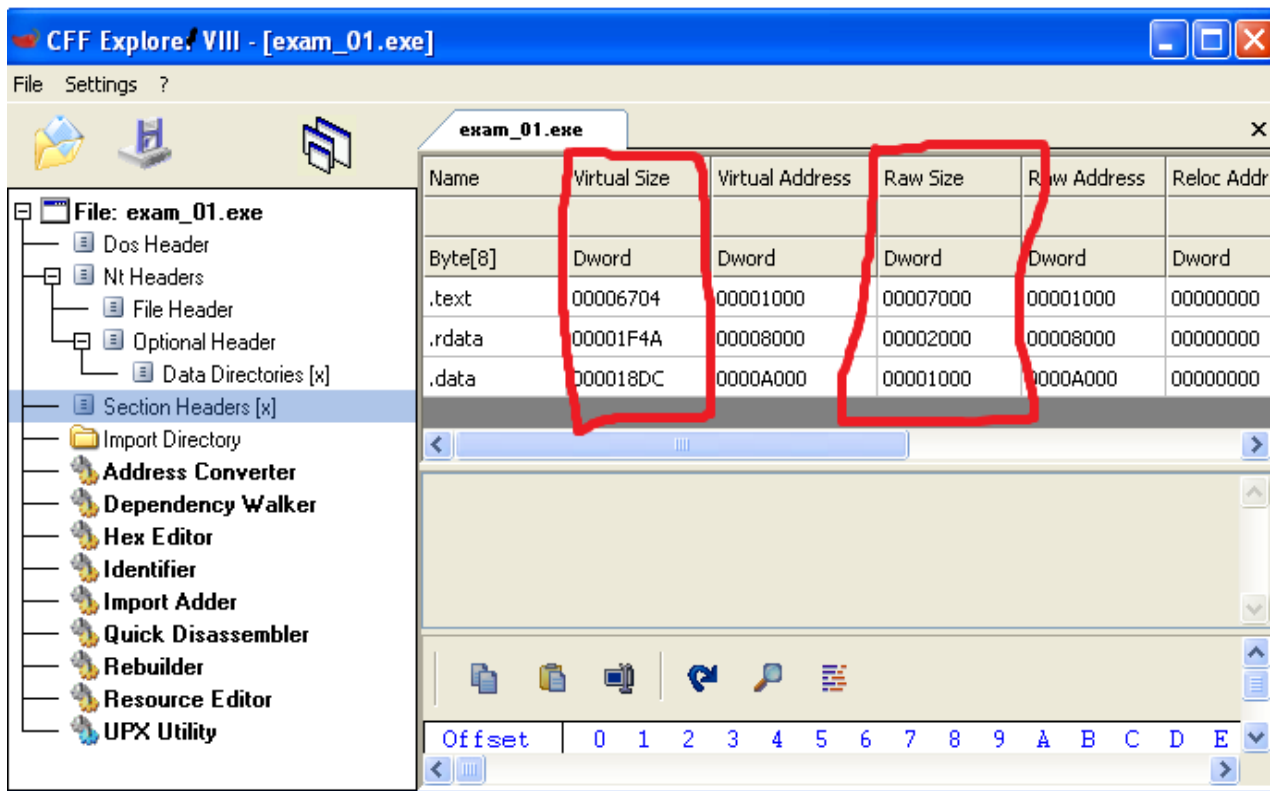 CFF Explorer VIII - [exam_01.exe]
File Settings ?
exam_01.exe
Name Virtual Size Virtual Address Raw Size Raw Address Reloc Addr
Byte[8] Dword Dword Dword Dword Dword
.text 00006704 00001000 00007000 00001000 00000000
.rdata 00001F4A 00008000 00002000 00008000 00000000
.data 000018DC 0000A000 00001000 0000A000 00000000
File: exam_01.exe
Dos Header
Nt Headers
File Header
Optional Header
Data Directories [x]
Section Headers [x]
Import Directory
Address Converter
Dependency Walker
Hex Editor
Identifier
Import Adder
Quick Disassembler
Rebuilder
Resource Editor
UPX Utility
Offset 0 1 2 3 4 5 6 7 8 9 A B C D E